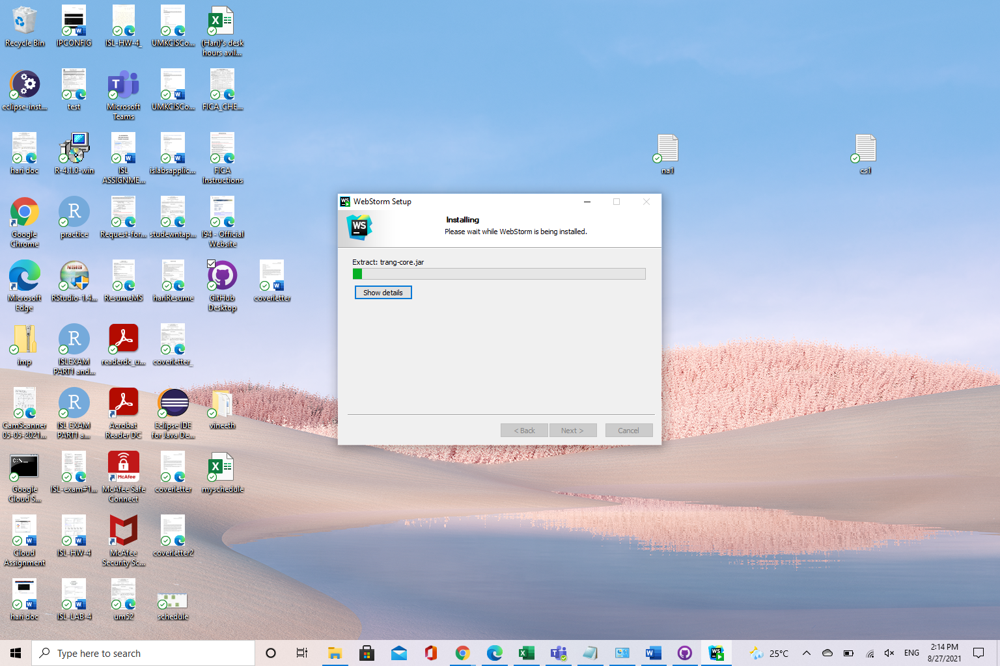 Recycle Bin
IPCONFIG
ISL-HW-4_
UMKCISCo...
(Hari)'s desk
hours avil...
eclipse-inst...
test
Microsoft
Teams
UMKCISCo...
FICA_CHE...
hari doc
R-4.1.0-win
ISL
ASSIGNME...
islabsapplic...
FICA
Instructions
na1
cs1
Google
Chrome
practice
Request-for...
studewntap...
I94 - Official
Website
WebStorm Setup
Installing
Please wait while WebStorm is being installed.
Extract: trang-core.jar
Show details
< Back
Next >
Cancel
Microsoft
Edge
RStudio-1.4...
ResumeMS
hariResume
GitHub
Desktop
coverletter
imp
ISLEXAM
PART1 and...
readerdc_u...
coverletter_
CamScanner
05-05-2021...
ISL EXAM
PART1 a...
Acrobat
Reader DC
Eclipse IDE
for Java De...
vineeth
Google
Cloud S...
ISL-exam#1...
McAfee Safe
Connect
coverletter
myschedule
Cloud
Assignment
ISL-HW-4
McAfee
Security Sc...
coverletter2
hari doc
ISL-LAB-4
um52
schedule
Type here to search
25°C
ENG
2:14 PM
8/27/2021